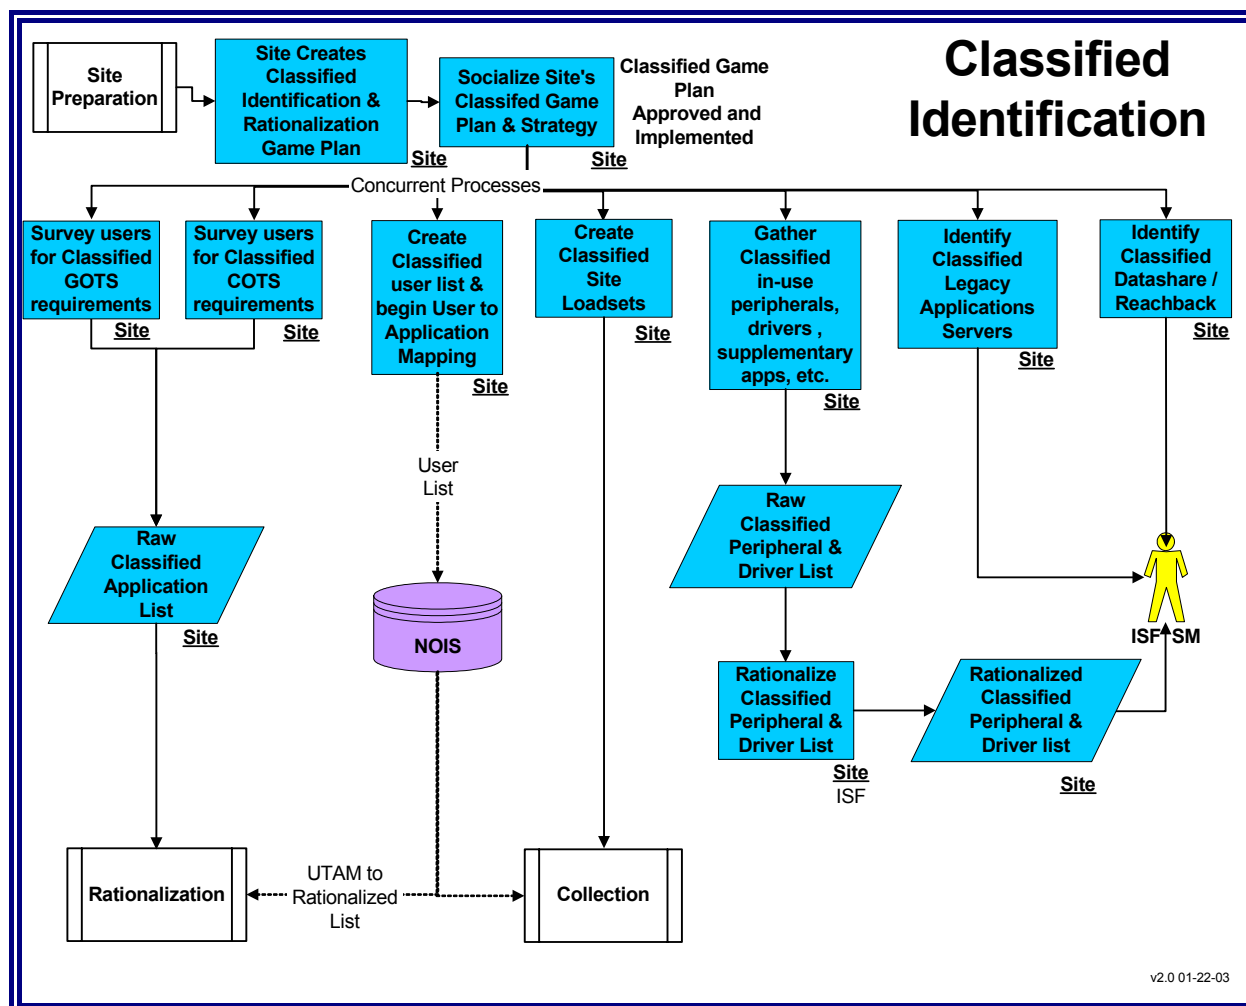 Classified
Identification
Site
Preparation
Site Creates
Classified
Identification &
Rationalization
Game Plan
Site
Socialize Site's
Classifed Game
Plan & Strategy
Site
Classified Game
Plan
Approved and
Implemented
Concurrent Processes
Survey users
for Classified
GOTS
requirements
Site
Survey users
for Classified
COTS
requirements
Site
Create
Classified
user list &
begin User to
Application
Mapping
Site
Create
Classified
Site
Loadsets
Site
Gather
Classified
in-use
peripherals,
drivers ,
supplementary
apps, etc.
Site
Identify
Classified
Legacy
Applications
Servers
Site
Identify
Classified
Datashare /
Reachback
Site
User
List
Raw
Classified
Application
List
Site
NOIS
Raw
Classified
Peripheral &
Driver List
ISF SM
Rationalize
Classified
Peripheral &
Driver List
Site
ISF
Rationalized
Classified
Peripheral &
Driver list
Site
Rationalization
UTAM to
Rationalized
List
Collection
v2.0 01-22-03